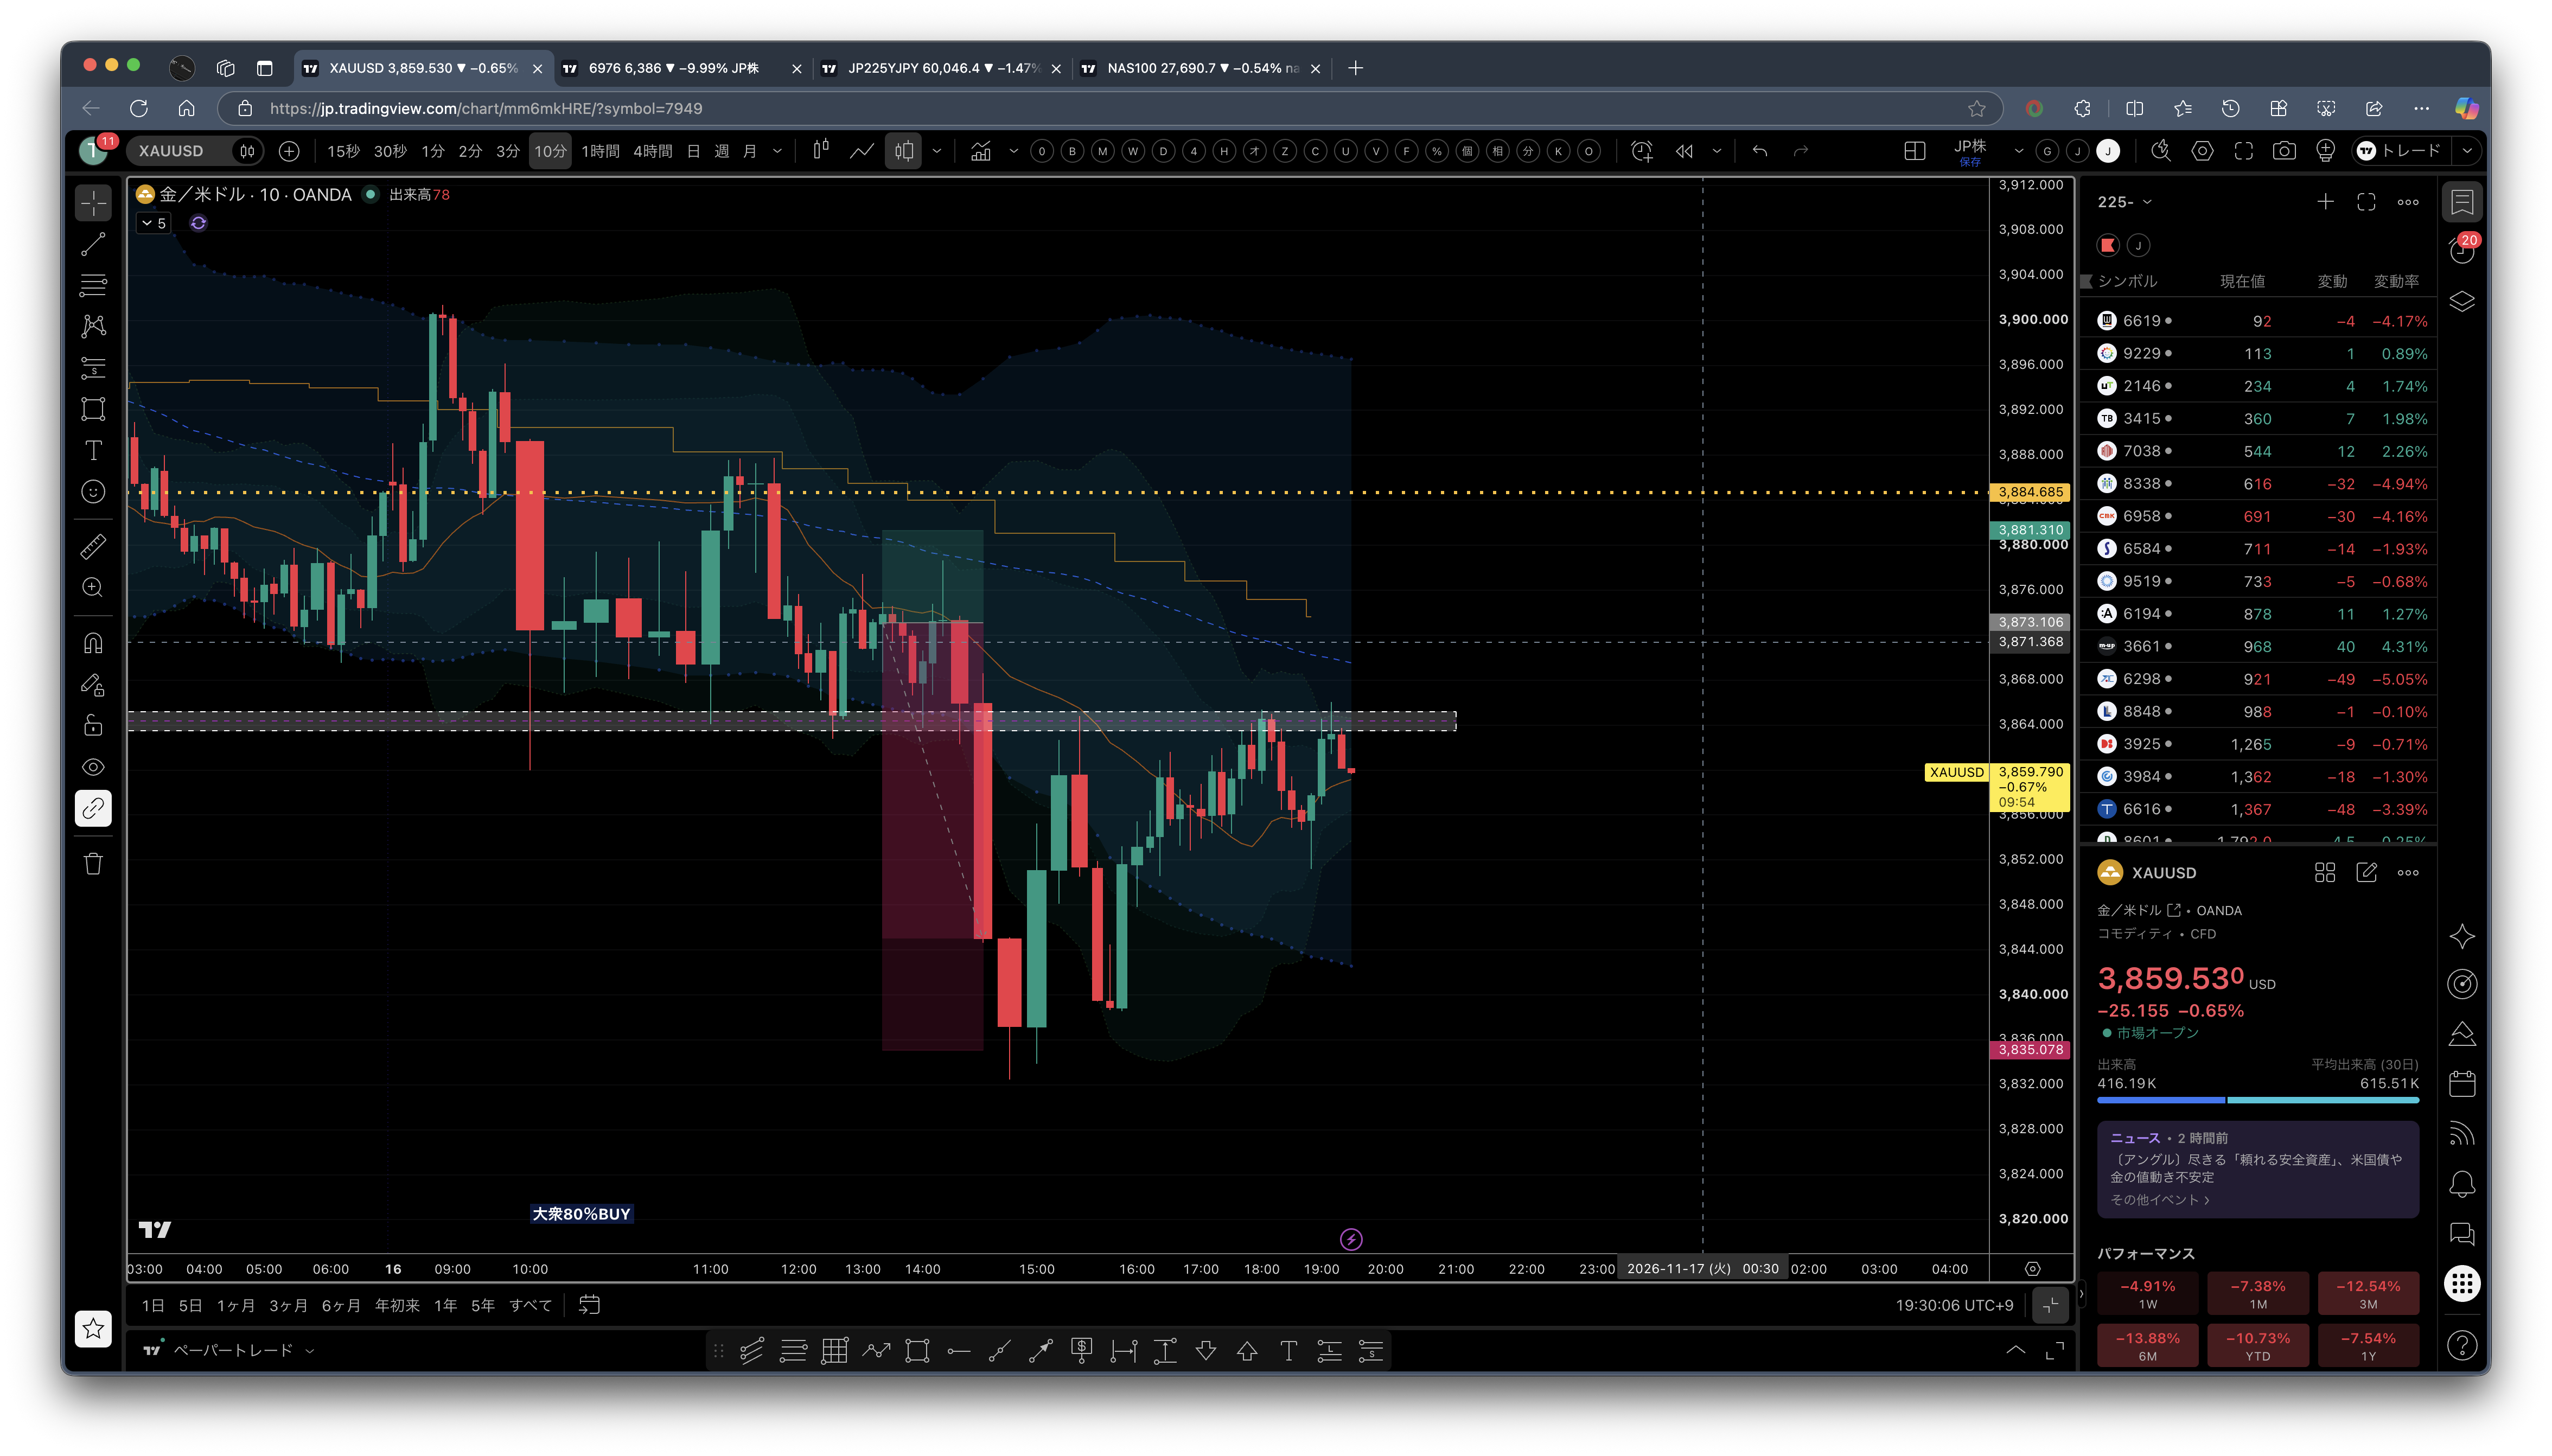 XAUUSD 3,859.530 ▼ −0.65%
6976 6,386 ▼ −9.99% JP株
JP225YJPY 60,046.4 ▼ −1.47%
NAS100 27,690.7 ▼ −0.54% na
https://jp.tradingview.com/chart/mm6mkHRE/?symbol=7949
T 11 XAUUSD 15秒 30秒 1分 2分 3分 10分 1時間 4時間 日 週 月 O B M W D 4 H オ Z C U V F % 個 相 分 K O JP株 保存 G J J トレード
金／米ドル · 10 · OANDA 出来高78
5
3,912.000
3,908.000
3,904.000
3,900.000
3,896.000
3,892.000
3,888.000
3,884.685
3,881.310
3,880.000
3,876.000
3,873.106
3,871.368
3,868.000
3,864.000
XAUUSD 3,859.790
−0.67%
09:54
3,856.000
3,852.000
3,848.000
3,844.000
3,840.000
3,836.000
3,835.078
3,832.000
3,828.000
3,824.000
3,820.000
大衆80%BUY
03:00 04:00 05:00 06:00 16 09:00 10:00 11:00 12:00 13:00 14:00 15:00 16:00 17:00 18:00 19:00 20:00 21:00 22:00 23:00 2026-11-17 (火) 00:30 02:00 03:00 04:00
1日 5日 1ヶ月 3ヶ月 6ヶ月 年初来 1年 5年 すべて
19:30:06 UTC+9
ペーパートレード
225-
J
20
シンボル 現在値 変動 変動率
6619 92 −4 −4.17%
9229 113 1 0.89%
2146 234 4 1.74%
3415 360 7 1.98%
7038 544 12 2.26%
8338 616 −32 −4.94%
6958 691 −30 −4.16%
6584 711 −14 −1.93%
9519 733 −5 −0.68%
6194 878 11 1.27%
3661 968 40 4.31%
6298 921 −49 −5.05%
8848 988 −1 −0.10%
3925 1,265 −9 −0.71%
3984 1,362 −18 −1.30%
6616 1,367 −48 −3.39%
XAUUSD
金／米ドル • OANDA
コモディティ • CFD
3,859.530 USD
−25.155 −0.65%
市場オープン
出来高 平均出来高 (30日)
416.19K 615.51K
ニュース • 2 時間前
〔アングル〕尽きる「頼れる安全資産」、米国債や
金の値動き不安定
その他イベント
パフォーマンス
−4.91% −7.38% −12.54%
1W 1M 3M
−13.88% −10.73% −7.54%
6M YTD 1Y